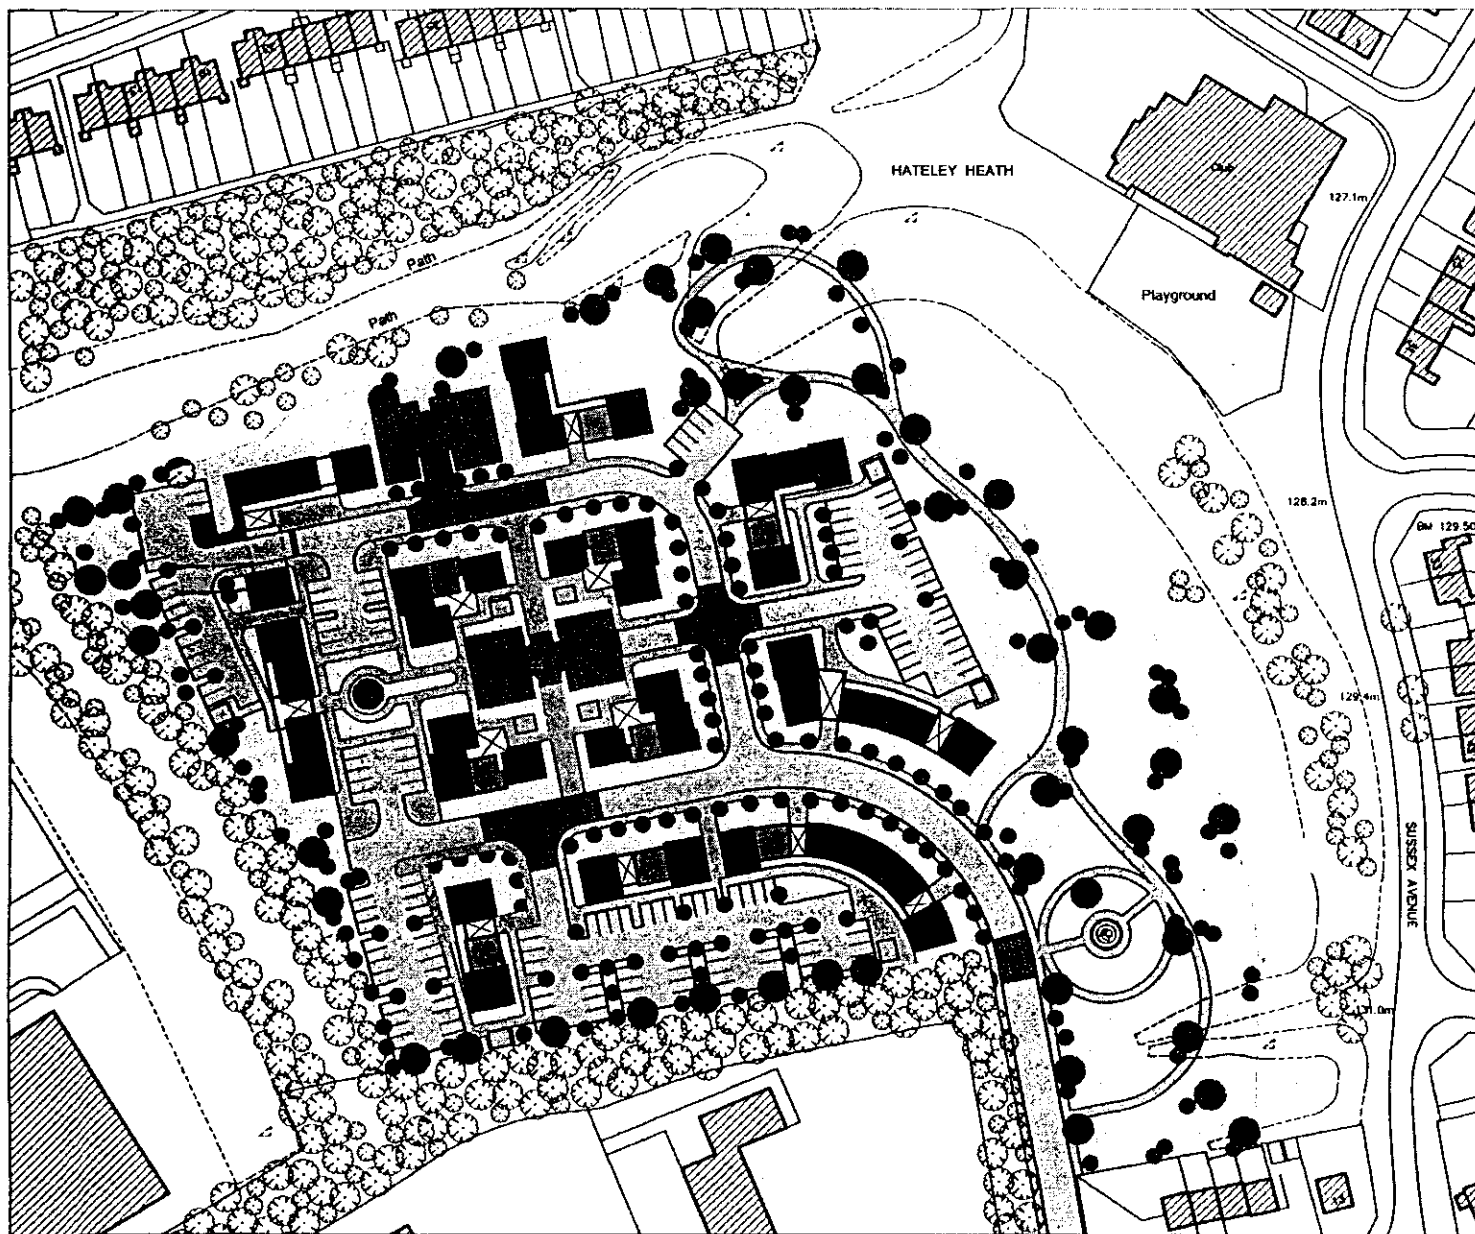 HATELEY HEATH
Club
127.1m
Path
Playground
Path
128.2m
BM 129.50
129.4m
SUSSEX AVENUE
131.0m